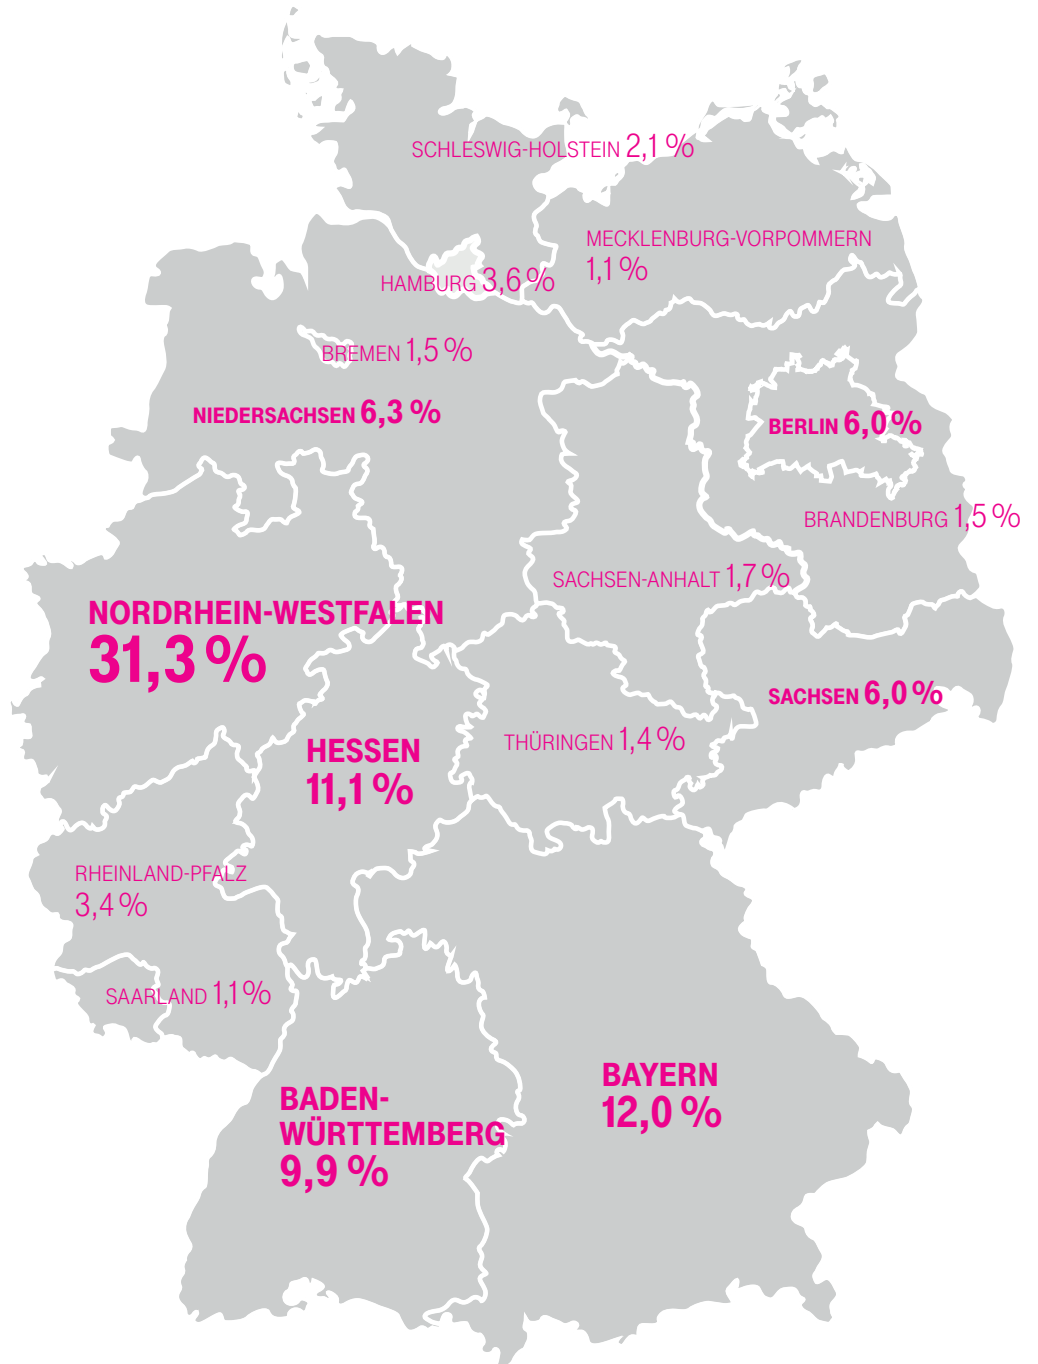 SCHLESWIG-HOLSTEIN 2,1 %
MECKLENBURG-VORPOMMERN
1,1 %
HAMBURG 3,6 %
BREMEN 1,5 %
NIEDERSACHSEN 6,3 %
BERLIN 6,0 %
BRANDENBURG 1,5 %
SACHSEN-ANHALT 1,7 %
NORDRHEIN-WESTFALEN
31,3 %
SACHSEN 6,0 %
THÜRINGEN 1,4 %
HESSEN
11,1 %
RHEINLAND-PFALZ
3,4 %
SAARLAND 1,1 %
BAYERN
12,0 %
BADEN-
WÜRTTEMBERG
9,9 %